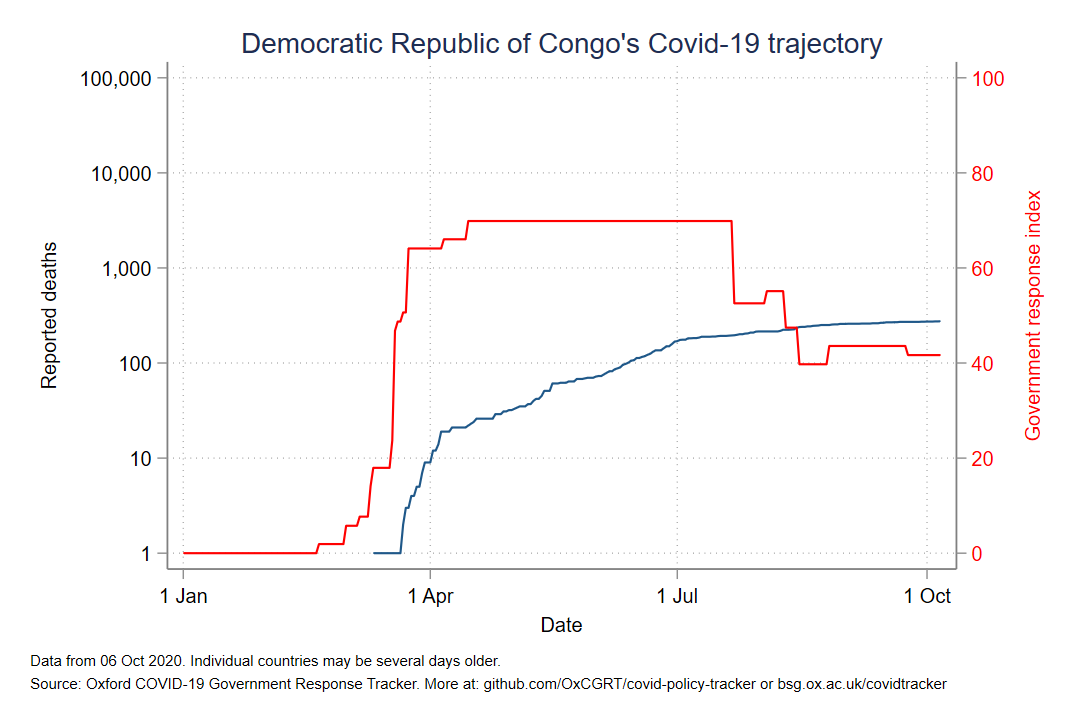 Democratic Republic of Congo's Covid-19 trajectory
100,000
10,000
1,000
100
10
1
Reported deaths
100
80
60
40
20
0
Government response index
1 Jan
1 Apr
1 Jul
1 Oct
Date
Data from 06 Oct 2020. Individual countries may be several days older.
Source: Oxford COVID-19 Government Response Tracker. More at: github.com/OxCGRT/covid-policy-tracker or bsg.ox.ac.uk/covidtracker